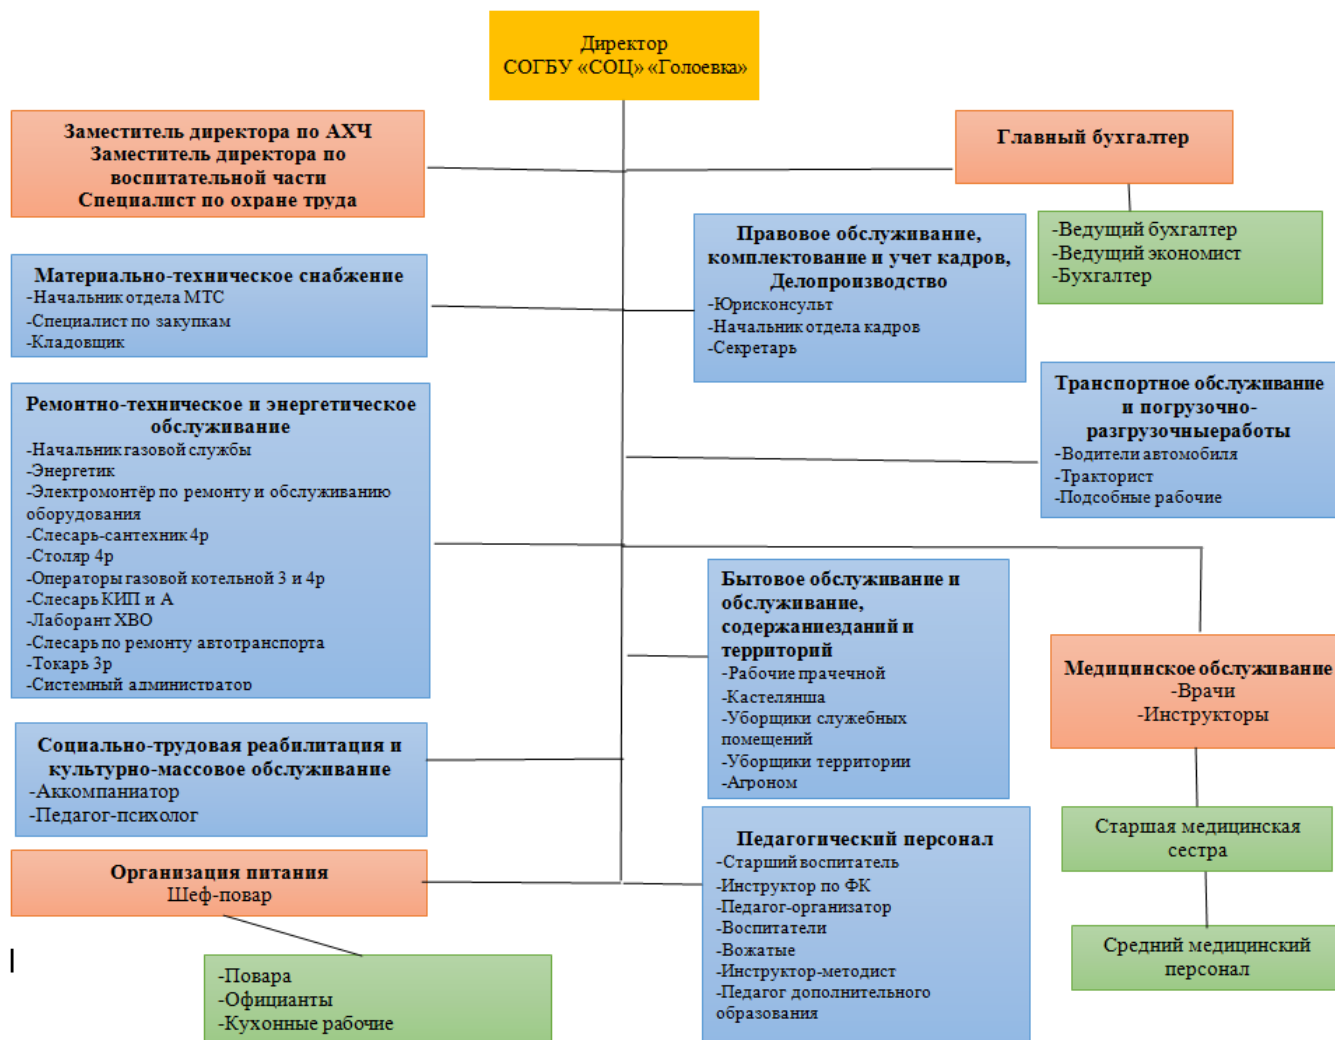 Директор
СОГБУ «СОЦ» «Голоевка»
Заместитель директора по АХЧ
Заместитель директора по
воспитательной части
Специалист по охране труда
Главный бухгалтер
-Ведущий бухгалтер
-Ведущий экономист
-Бухгалтер
Материально-техническое снабжение
-Начальник отдела МТС
-Специалист по закупкам
-Кладовщик
Правовое обслуживание,
комплектование и учет кадров,
Делопроизводство
-Юрисконсульт
-Начальник отдела кадров
-Секретарь
Ремонтно-техническое и энергетическое
обслуживание
-Начальник газовой службы
-Энергетик
-Электромонтёр по ремонту и обслуживанию
оборудования
-Слесарь-сантехник 4р
-Столяр 4р
-Операторы газовой котельной 3 и 4р
-Слесарь КИП и А
-Лаборант ХВО
-Слесарь по ремонту автотранспорта
-Токарь 3р
-Системный администратор
Транспортное обслуживание
и погрузочно-
разгрузочныеработы
-Водители автомобиля
-Тракторист
-Подсобные рабочие
Бытовое обслуживание и
обслуживание,
содержаниезданий и
территорий
-Рабочие прачечной
-Кастелянша
-Уборщики служебных
помещений
-Уборщики территории
-Агроном
Медицинское обслуживание
-Врачи
-Инструкторы
Социально-трудовая реабилитация и
культурно-массовое обслуживание
-Аккомпаниатор
-Педагог-психолог
Старшая медицинская
сестра
Организация питания
Шеф-повар
Педагогический персонал
-Старший воспитатель
-Инструктор по ФК
-Педагог-организатор
-Воспитатели
-Вожатые
-Инструктор-методист
-Педагог дополнительного
образования
Средний медицинский
персонал
-Повара
-Официанты
-Кухонные рабочие